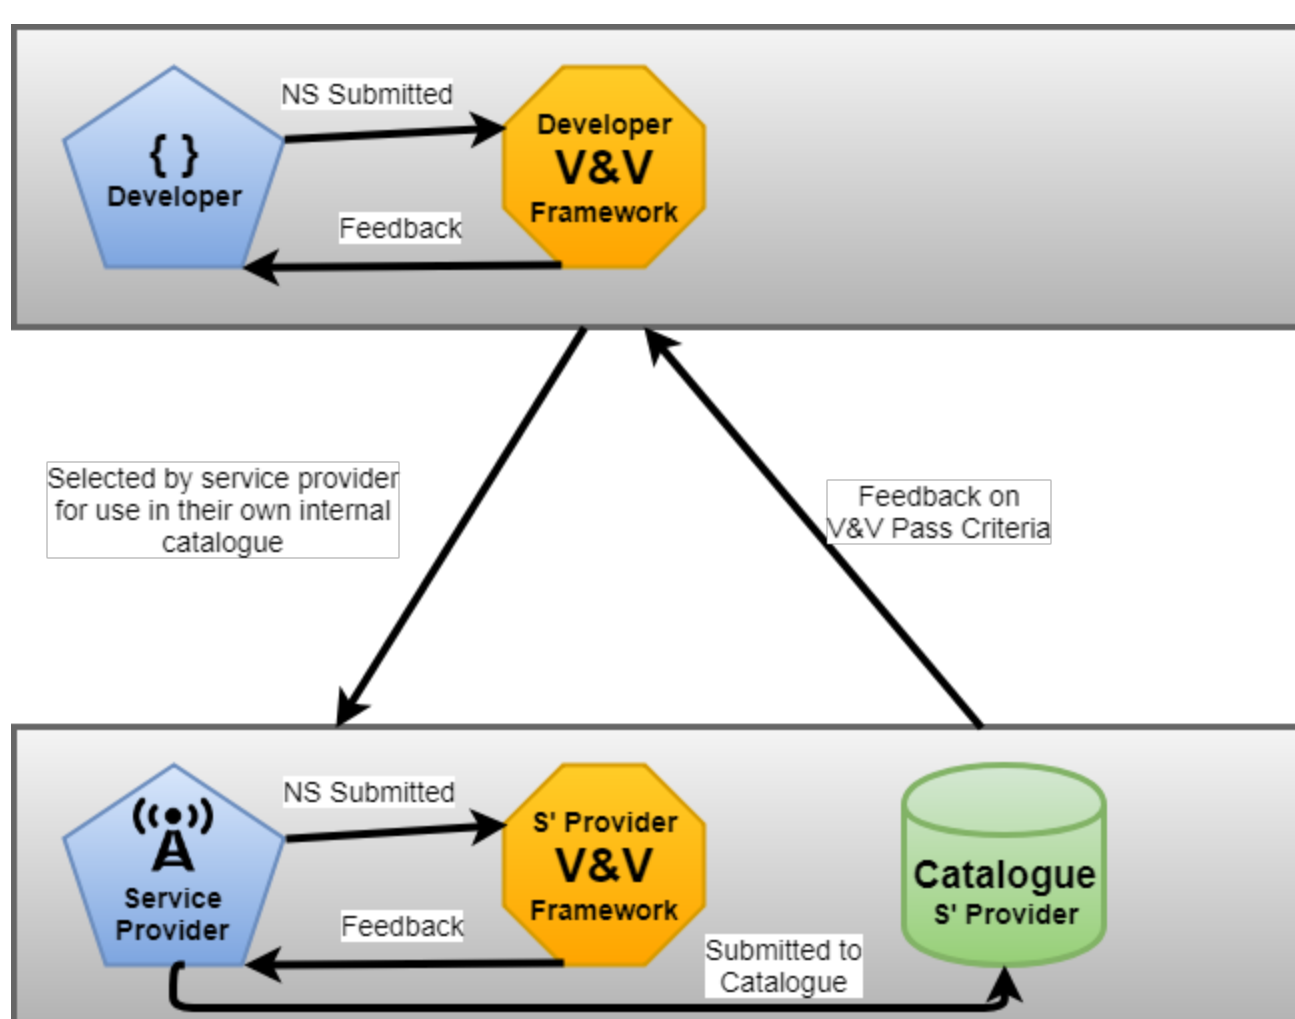 NS Submitted
{ }
Developer
Developer
V&V
Framework
Feedback
Selected by service provider
for use in their own internal
catalogue
Feedback on
V&V Pass Criteria
NS Submitted
Service
Provider
S' Provider
V&V
Framework
Feedback
Catalogue
S' Provider
Submitted to
Catalogue